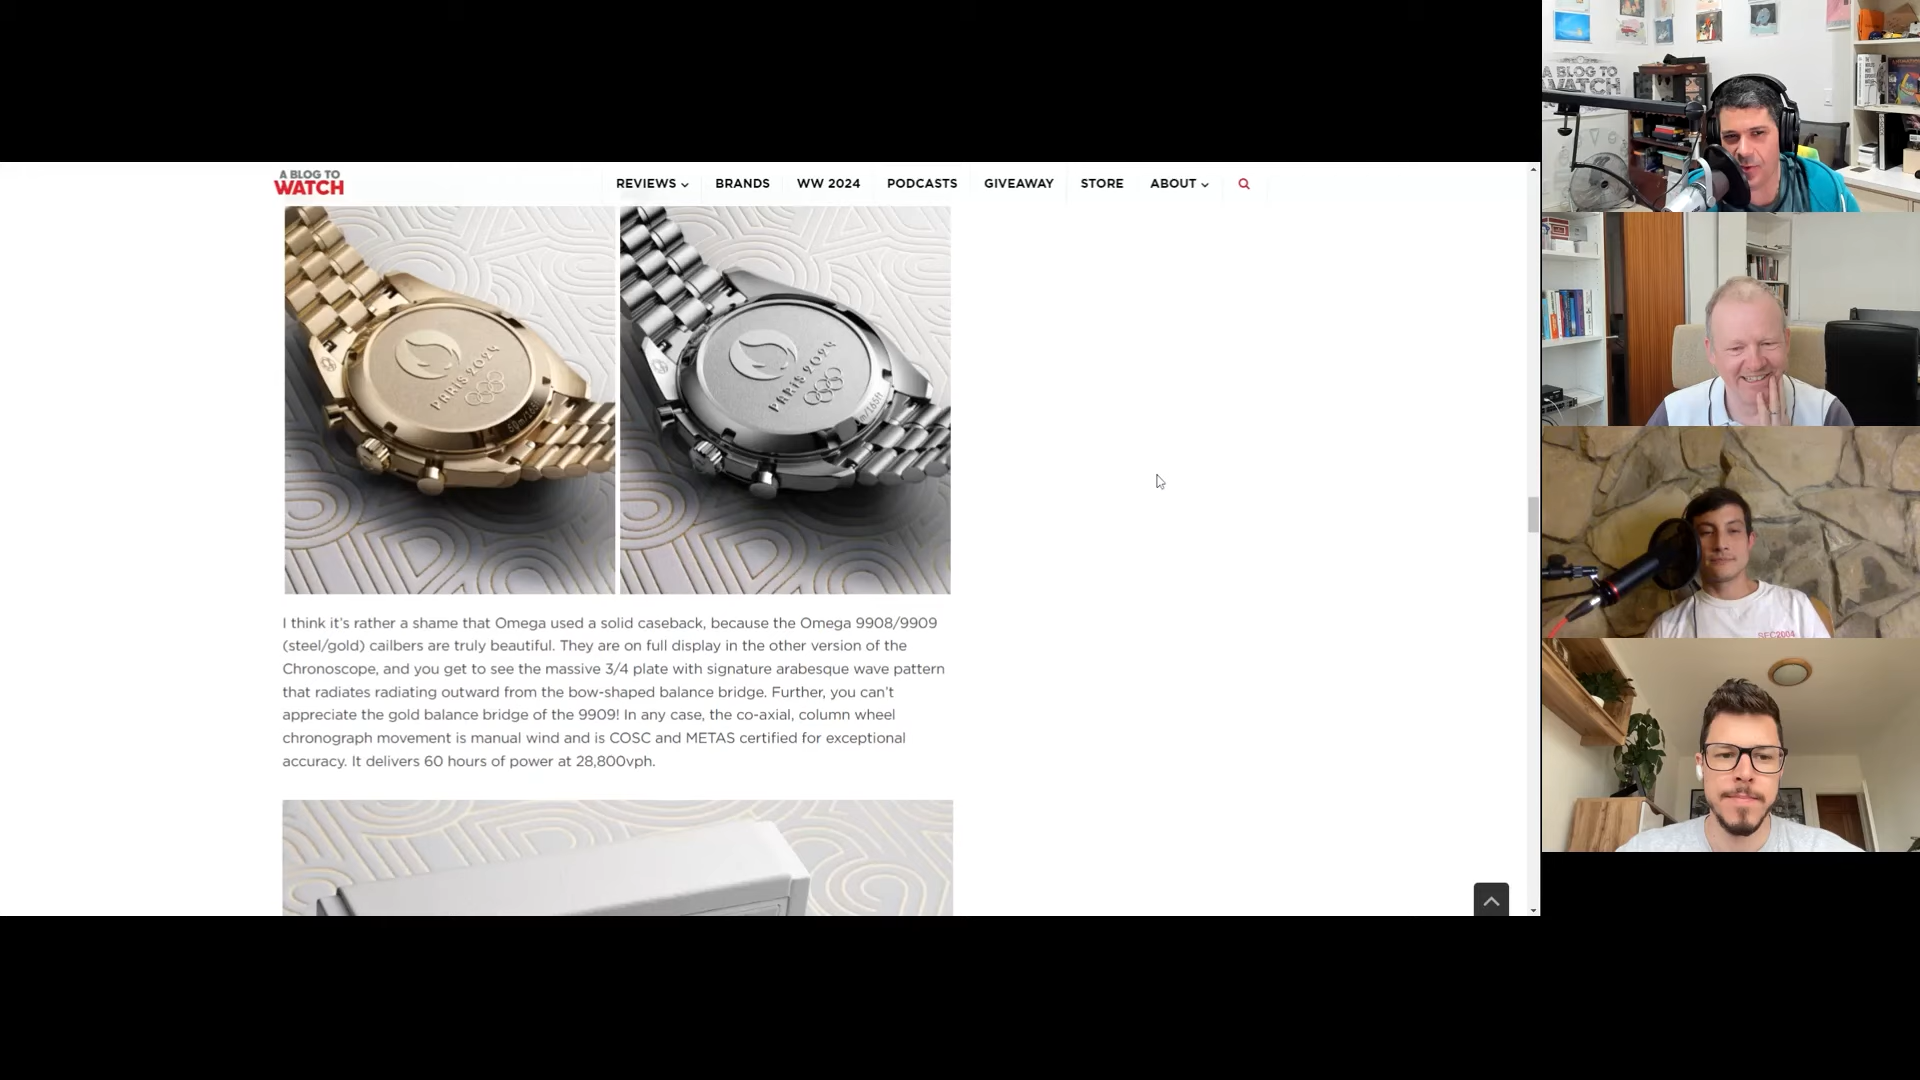 A BLOG TO
WATCH
REVIEWS
BRANDS
WW 2024
PODCASTS
GIVEAWAY
STORE
ABOUT
PARIS 2024
PARIS 2024
I think it's rather a shame that Omega used a solid caseback, because the Omega 9908/9909
(steel/gold) cailbers are truly beautiful. They are on full display in the other version of the
Chronoscope, and you get to see the massive 3/4 plate with signature arabesque wave pattern
that radiates radiating outward from the bow-shaped balance bridge. Further, you can't
appreciate the gold balance bridge of the 9909! In any case, the co-axial, column wheel
chronograph movement is manual wind and is COSC and METAS certified for exceptional
accuracy. It delivers 60 hours of power at 28,800vph.
A BLOG TO
WATCH
SEC2004